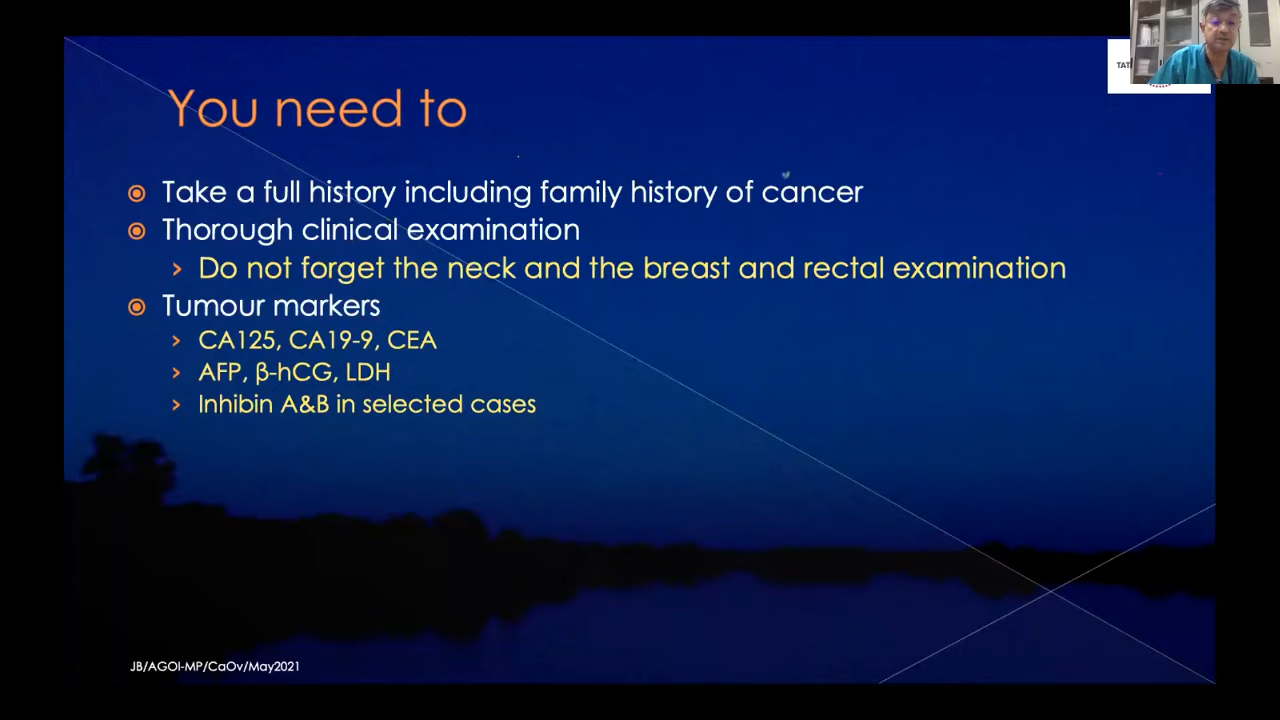 You need to
Take a full history including family history of cancer
Thorough clinical examination
Do not forget the neck and the breast and rectal examination
Tumour markers
CA125, CA19-9, CEA
AFP, β-hCG, LDH
Inhibin A&B in selected cases
JB/AGOI-MP/CaOv/May2021